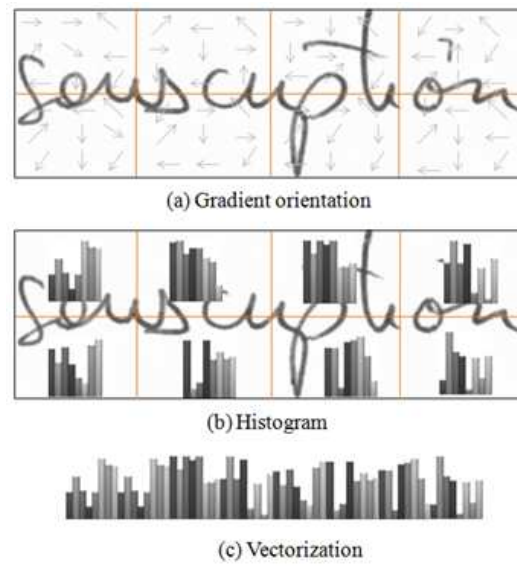 Souscription
(a) Gradient orientation
Souscription
(b) Histogram
(c) Vectorization